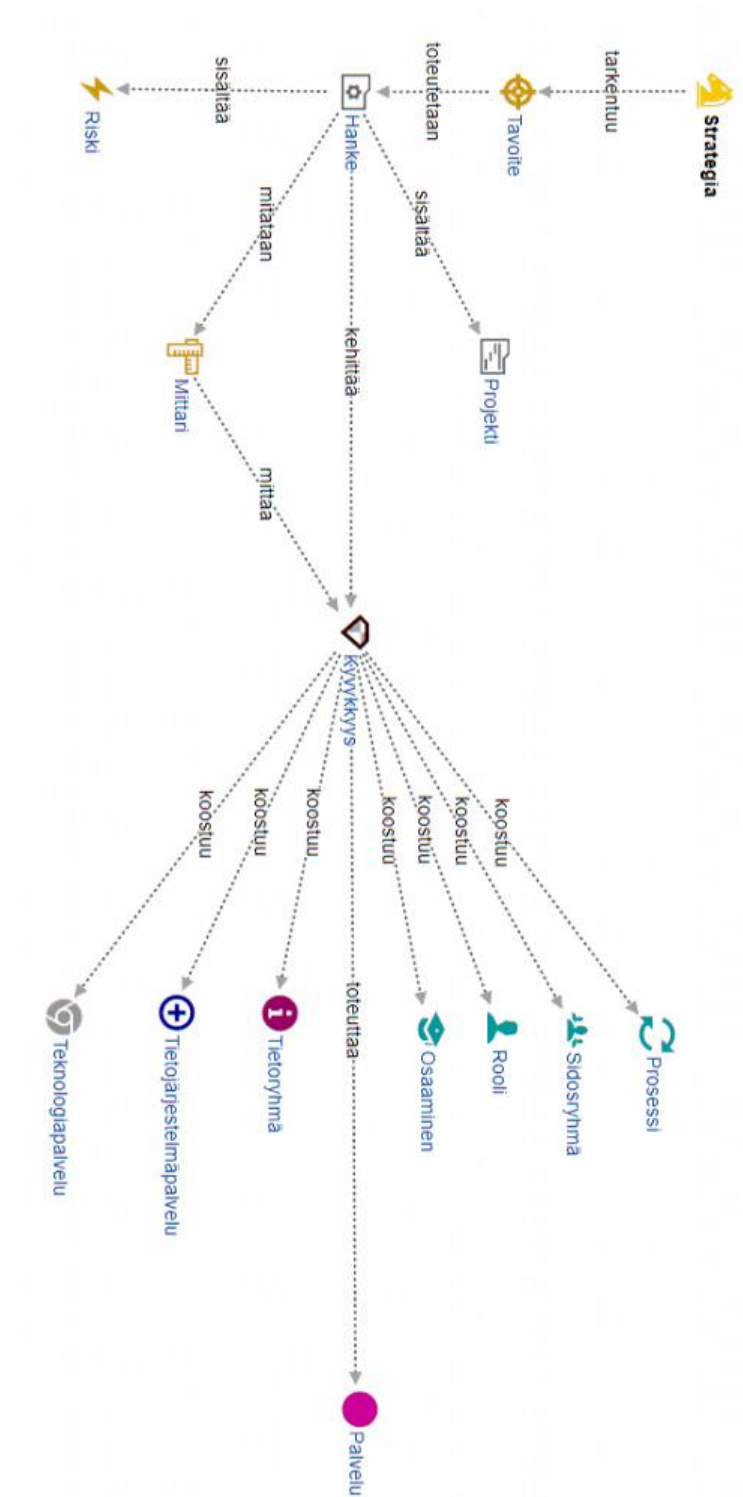 Strategia
tarkentuu
Tavoite
toteutetaan
Hanke
sisältää
Riski
sisältää
Projekti
mitataan
Mittari
kehittää
mittaa
Kyvykkyys
koostuu
Prosessi
koostuu
Sidosryhmä
koostuu
Rooli
koostuu
Osaaminen
toteuttaa
Palvelu
koostuu
Tietoryhmä
koostuu
Tietojärjestelmäpalvelu
koostuu
Teknologiapalvelu